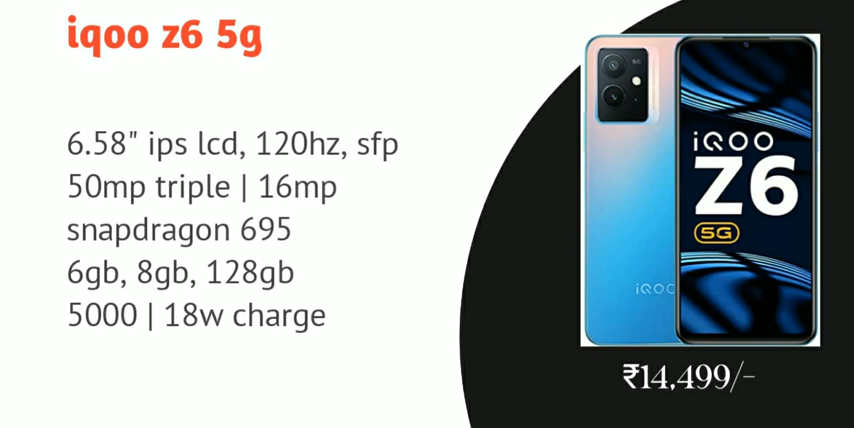 iqoo z6 5g
6.58" ips lcd, 120hz, sfp
50mp triple | 16mp
snapdragon 695
6gb, 8gb, 128gb
5000 | 18w charge
5G
iQOO
Z6
5G
iQOO
₹14,499/-